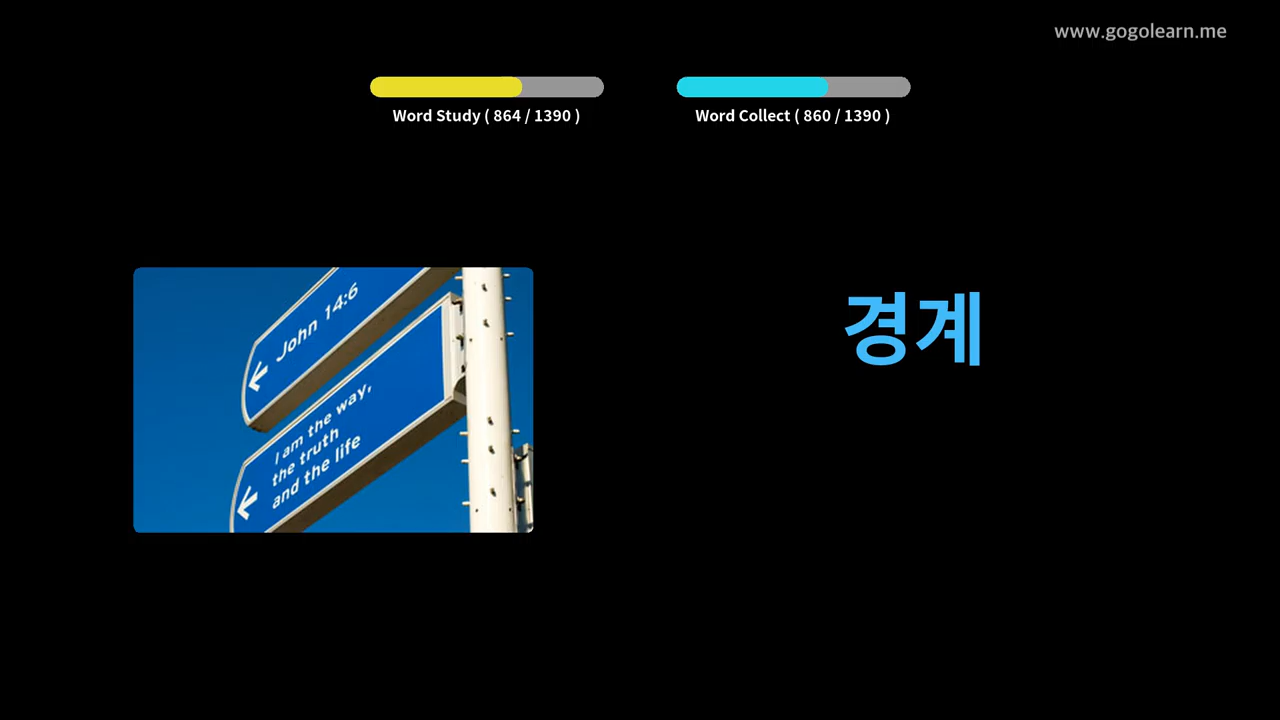 www.gogolearn.me
Word Study ( 864 / 1390 )
Word Collect ( 860 / 1390 )
John 14:6
I am the way,
the truth
and the life
경계